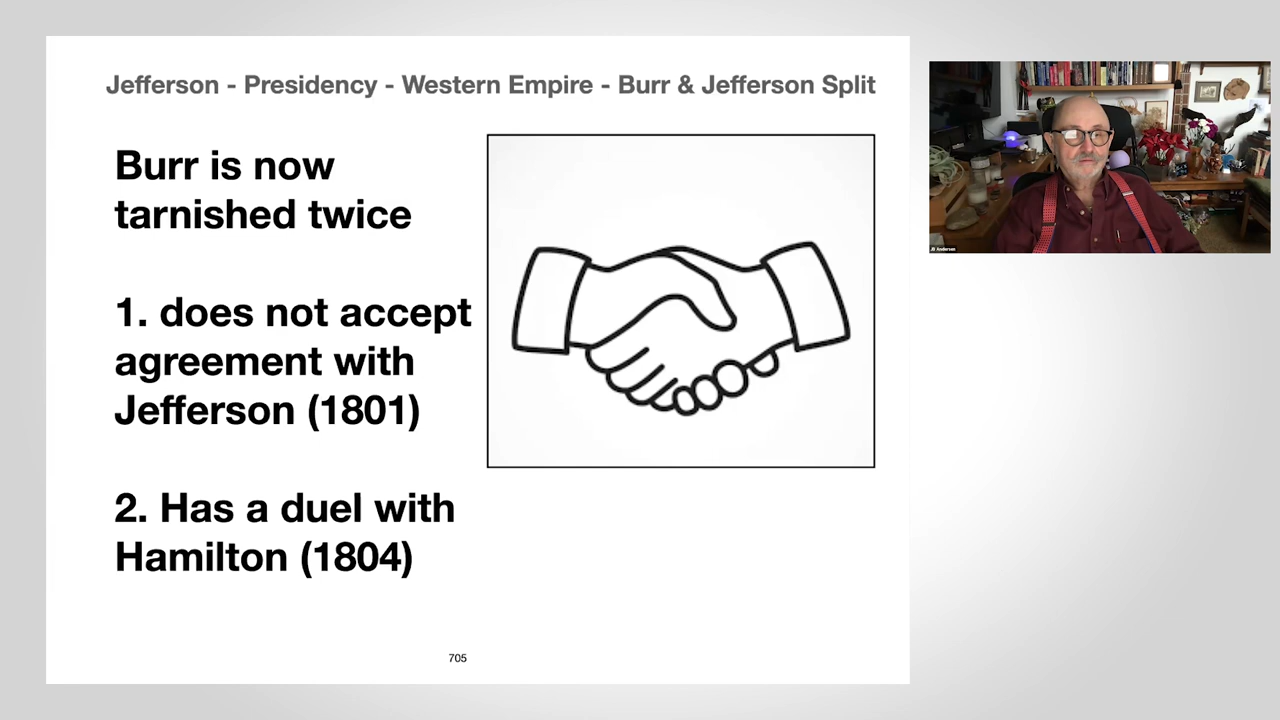 Jefferson - Presidency - Western Empire - Burr & Jefferson Split
Burr is now
tarnished twice
1. does not accept
agreement with
Jefferson (1801)
2. Has a duel with
Hamilton (1804)
705